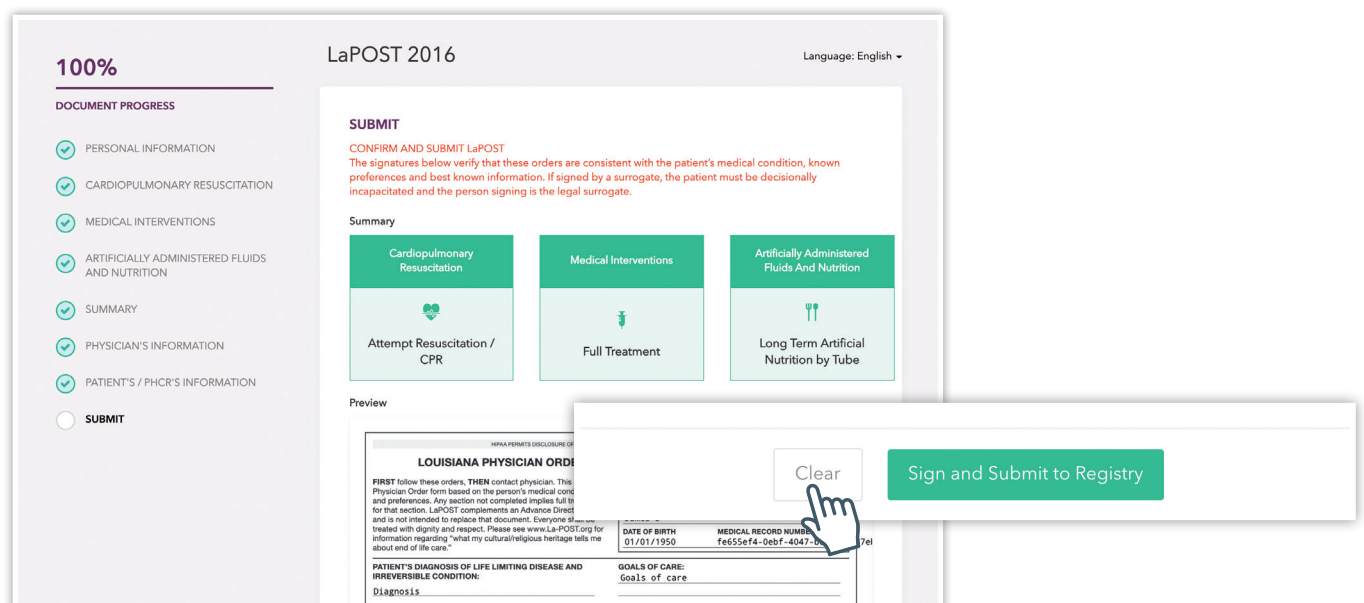 100%
DOCUMENT PROGRESS
PERSONAL INFORMATION
CARDIOPULMONARY RESUSCITATION
MEDICAL INTERVENTIONS
ARTIFICIALLY ADMINISTERED FLUIDS
AND NUTRITION
SUMMARY
PHYSICIAN'S INFORMATION
PATIENT'S / PHCR'S INFORMATION
SUBMIT
LaPOST 2016
Language: English
SUBMIT
CONFIRM AND SUBMIT LaPOST
The signatures below verify that these orders are consistent with the patient's medical condition, known
preferences and best known information. If signed by a surrogate, the patient must be decisionally
incapacitated and the person signing is the legal surrogate.
Summary
Cardiopulmonary
Resuscitation
Attempt Resuscitation /
CPR
Medical Interventions
Full Treatment
Artificially Administered
Fluids And Nutrition
Long Term Artificial
Nutrition by Tube
Preview
HIPAA PERMITS DISCLOSURE OF
LOUISIANA PHYSICIAN
FIRST follow these orders, THEN contact physician. This
Physician Order form based on the person's medical
and preferences. Any section not completed implies full
for that section. LaPOST complements an Advance
and is not intended to replace that document. Everyone
treated with dignity and respect. Please see www.La-POST.org for
information regarding "what my cultural/religious heritage tells me
about end of life care."
DATE OF BIRTH
01/01/1950
MEDICAL RECORD
fe655ef4-0ebf-4047-
PATIENT'S DIAGNOSIS OF LIFE LIMITING DISEASE AND
IRREVERSIBLE CONDITION:
Diagnosis
GOALS OF CARE:
Goals of care
Clear
Sign and Submit to Registry